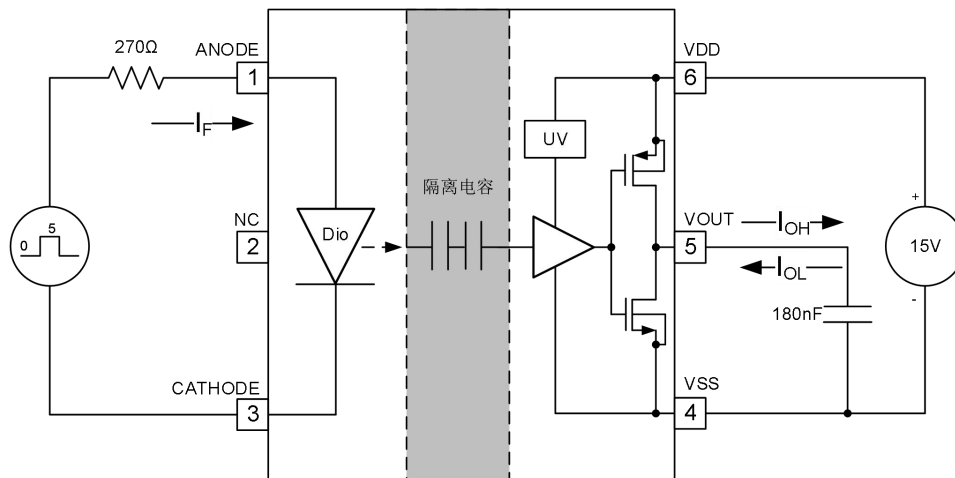 270Ω
ANODE
1
IF
0
5
NC
2
Dio
CATHODE
3
隔离电容
UV
VDD
6
VOUT
5
IOH
IOL
180nF
VSS
4
+
15V
-